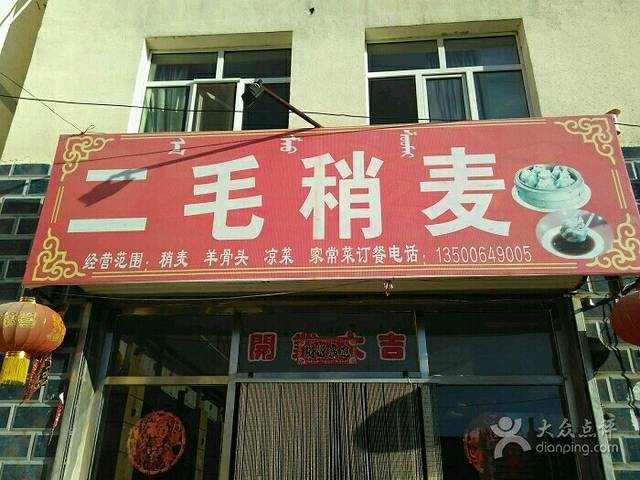 二毛稍麦
经营范围：稍麦 羊骨头 凉菜 家常菜订餐电话：13500649005
開業大吉
大众点评
dianping.com